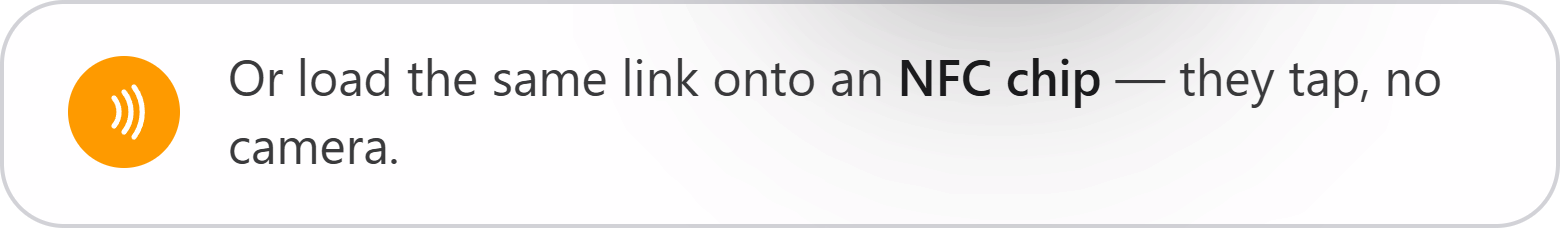 Or load the same link onto an NFC chip — they tap, no
camera.